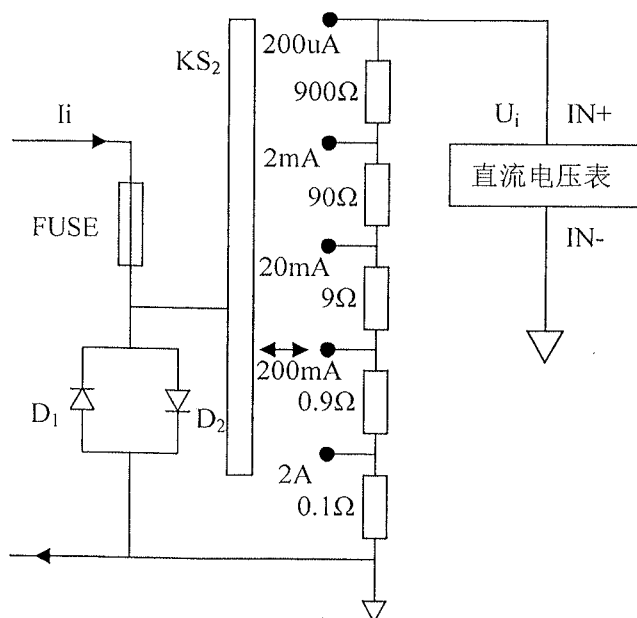 200uA
KS₂
900Ω
Ii
Uᵢ
IN+
2mA
直流电压表
90Ω
FUSE
IN-
20mA
9Ω
200mA
D₁
D₂
0.9Ω
2A
0.1Ω